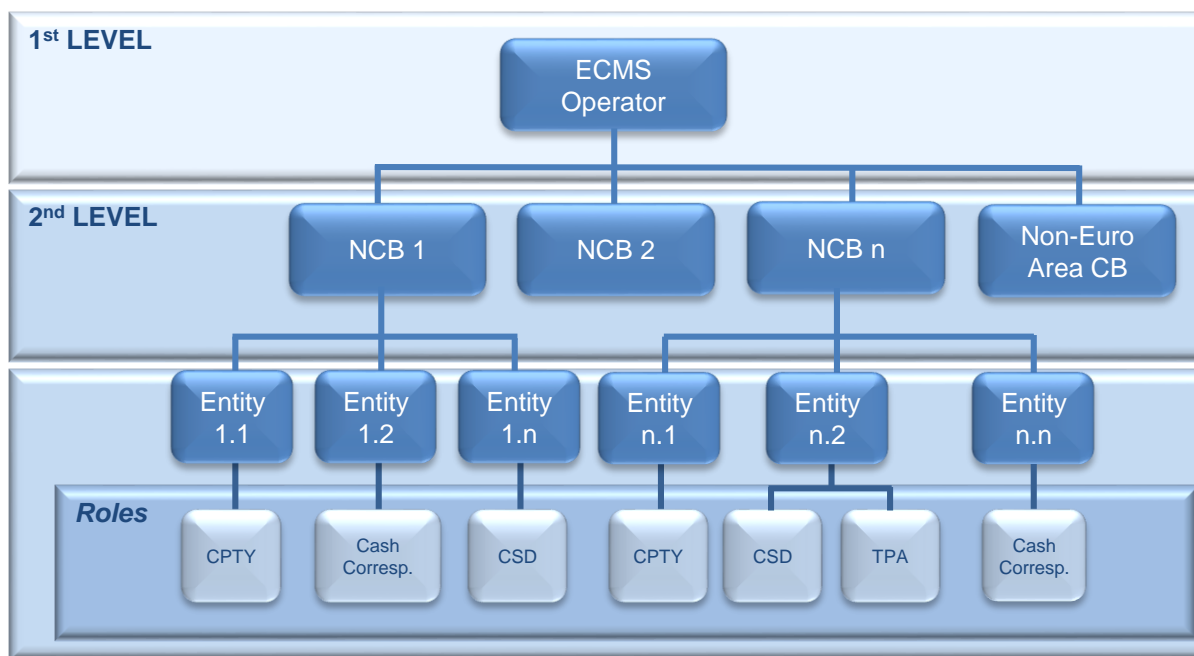 1st LEVEL
ECMS
Operator
2nd LEVEL
NCB 1
NCB 2
NCB n
Non-Euro
Area CB
Entity
1.1
Entity
1.2
Entity
1.n
Entity
n.1
Entity
n.2
Entity
n.n
Roles
CPTY
Cash
Corresp.
CSD
CPTY
CSD
TPA
Cash
Corresp.